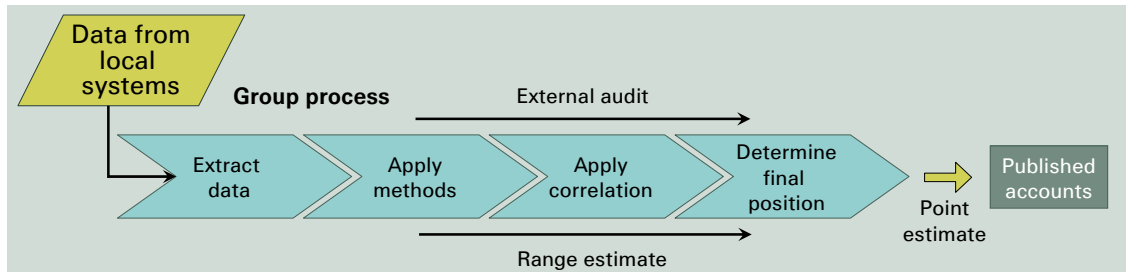 Data from
local
systems
Group process
External audit
Extract
data
Apply
methods
Apply
correlation
Determine
final
position
Point
estimate
Published
accounts
Range estimate